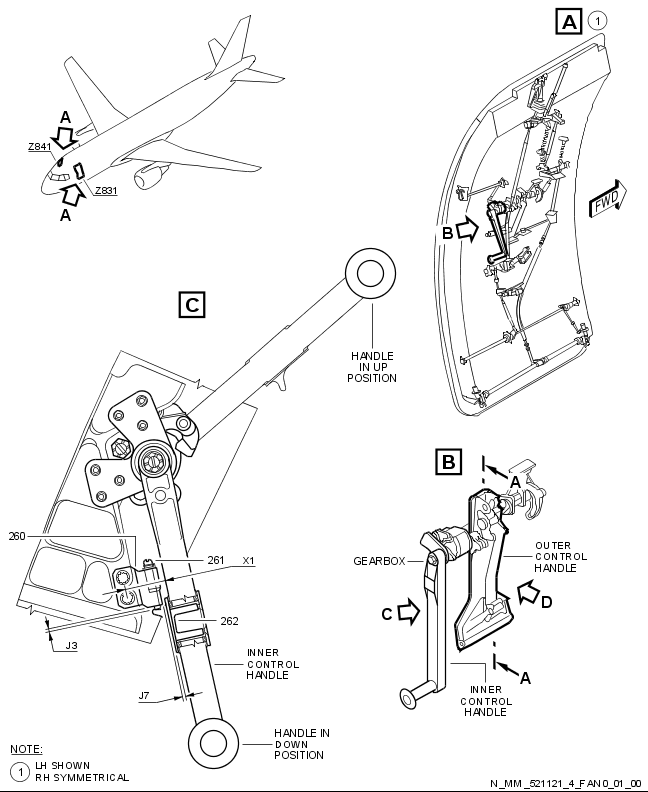 A 1
A
Z841
Z831
A
FWD
B
C
HANDLE
IN UP
POSITION
B
A
260
261
X1
262
GEARBOX
OUTER
CONTROL
HANDLE
C
D
J3
INNER
CONTROL
HANDLE
A
J7
INNER
CONTROL
HANDLE
HANDLE IN
DOWN
POSITION
NOTE:
1 LH SHOWN
RH SYMMETRICAL
N_MM_521121_4_FAN0_01_00